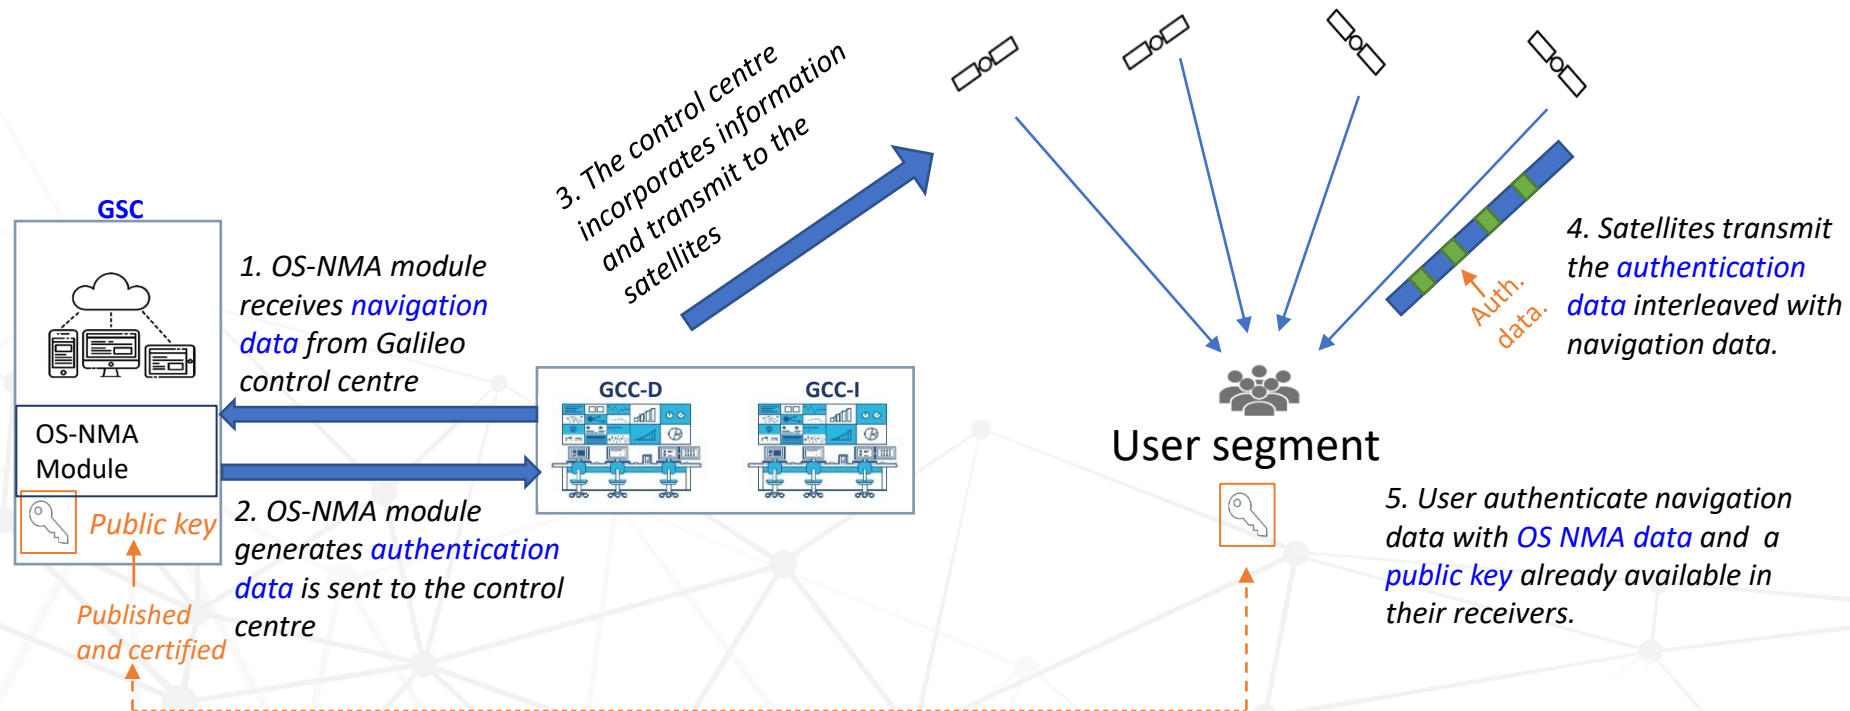 GSC
OS-NMA
Module
Public key
Published
and certified
1. OS-NMA module
receives navigation
data from Galileo
control centre
2. OS-NMA module
generates authentication
data is sent to the control
centre
GCC-D
GCC-I
3. The control centre
incorporates information
and transmit to the
satellites
Auth.
data.
4. Satellites transmit
the authentication
data interleaved with
navigation data.
User segment
5. User authenticate navigation
data with OS NMA data and a
public key already available in
their receivers.